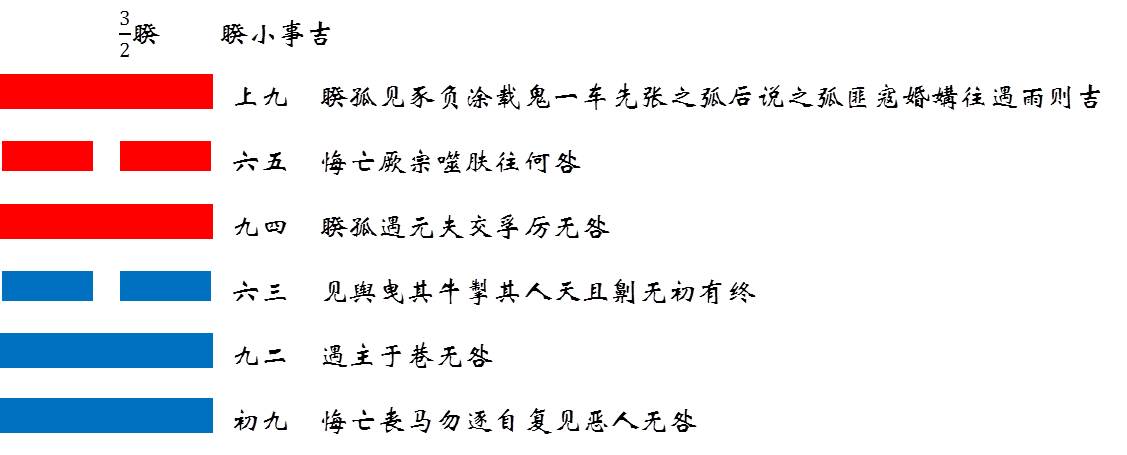 3/2睽 睽小事吉
上九 睽孤见豕负涂载鬼一车先张之弧后说之弧匪寇婚媾往遇雨则吉
六五 悔亡厥宗噬肤往何咎
九四 睽孤遇元夫交孚厉无咎
六三 见舆曳其牛掣其人天且劓无初有终
九二 遇主于巷无咎
初九 悔亡丧马勿逐自复见恶人无咎